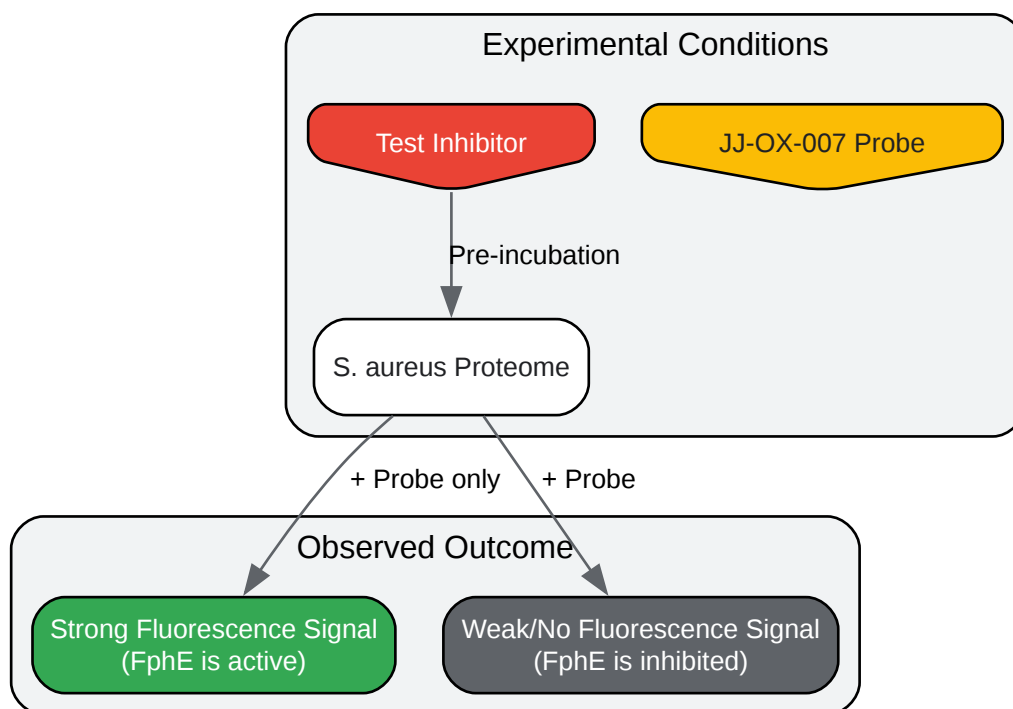 Experimental Conditions
Test Inhibitor
JJ-OX-007 Probe
Pre-incubation
S. aureus Proteome
+ Probe only
+ Probe
Observed Outcome
Strong Fluorescence Signal
(FphE is active)
Weak/No Fluorescence Signal
(FphE is inhibited)